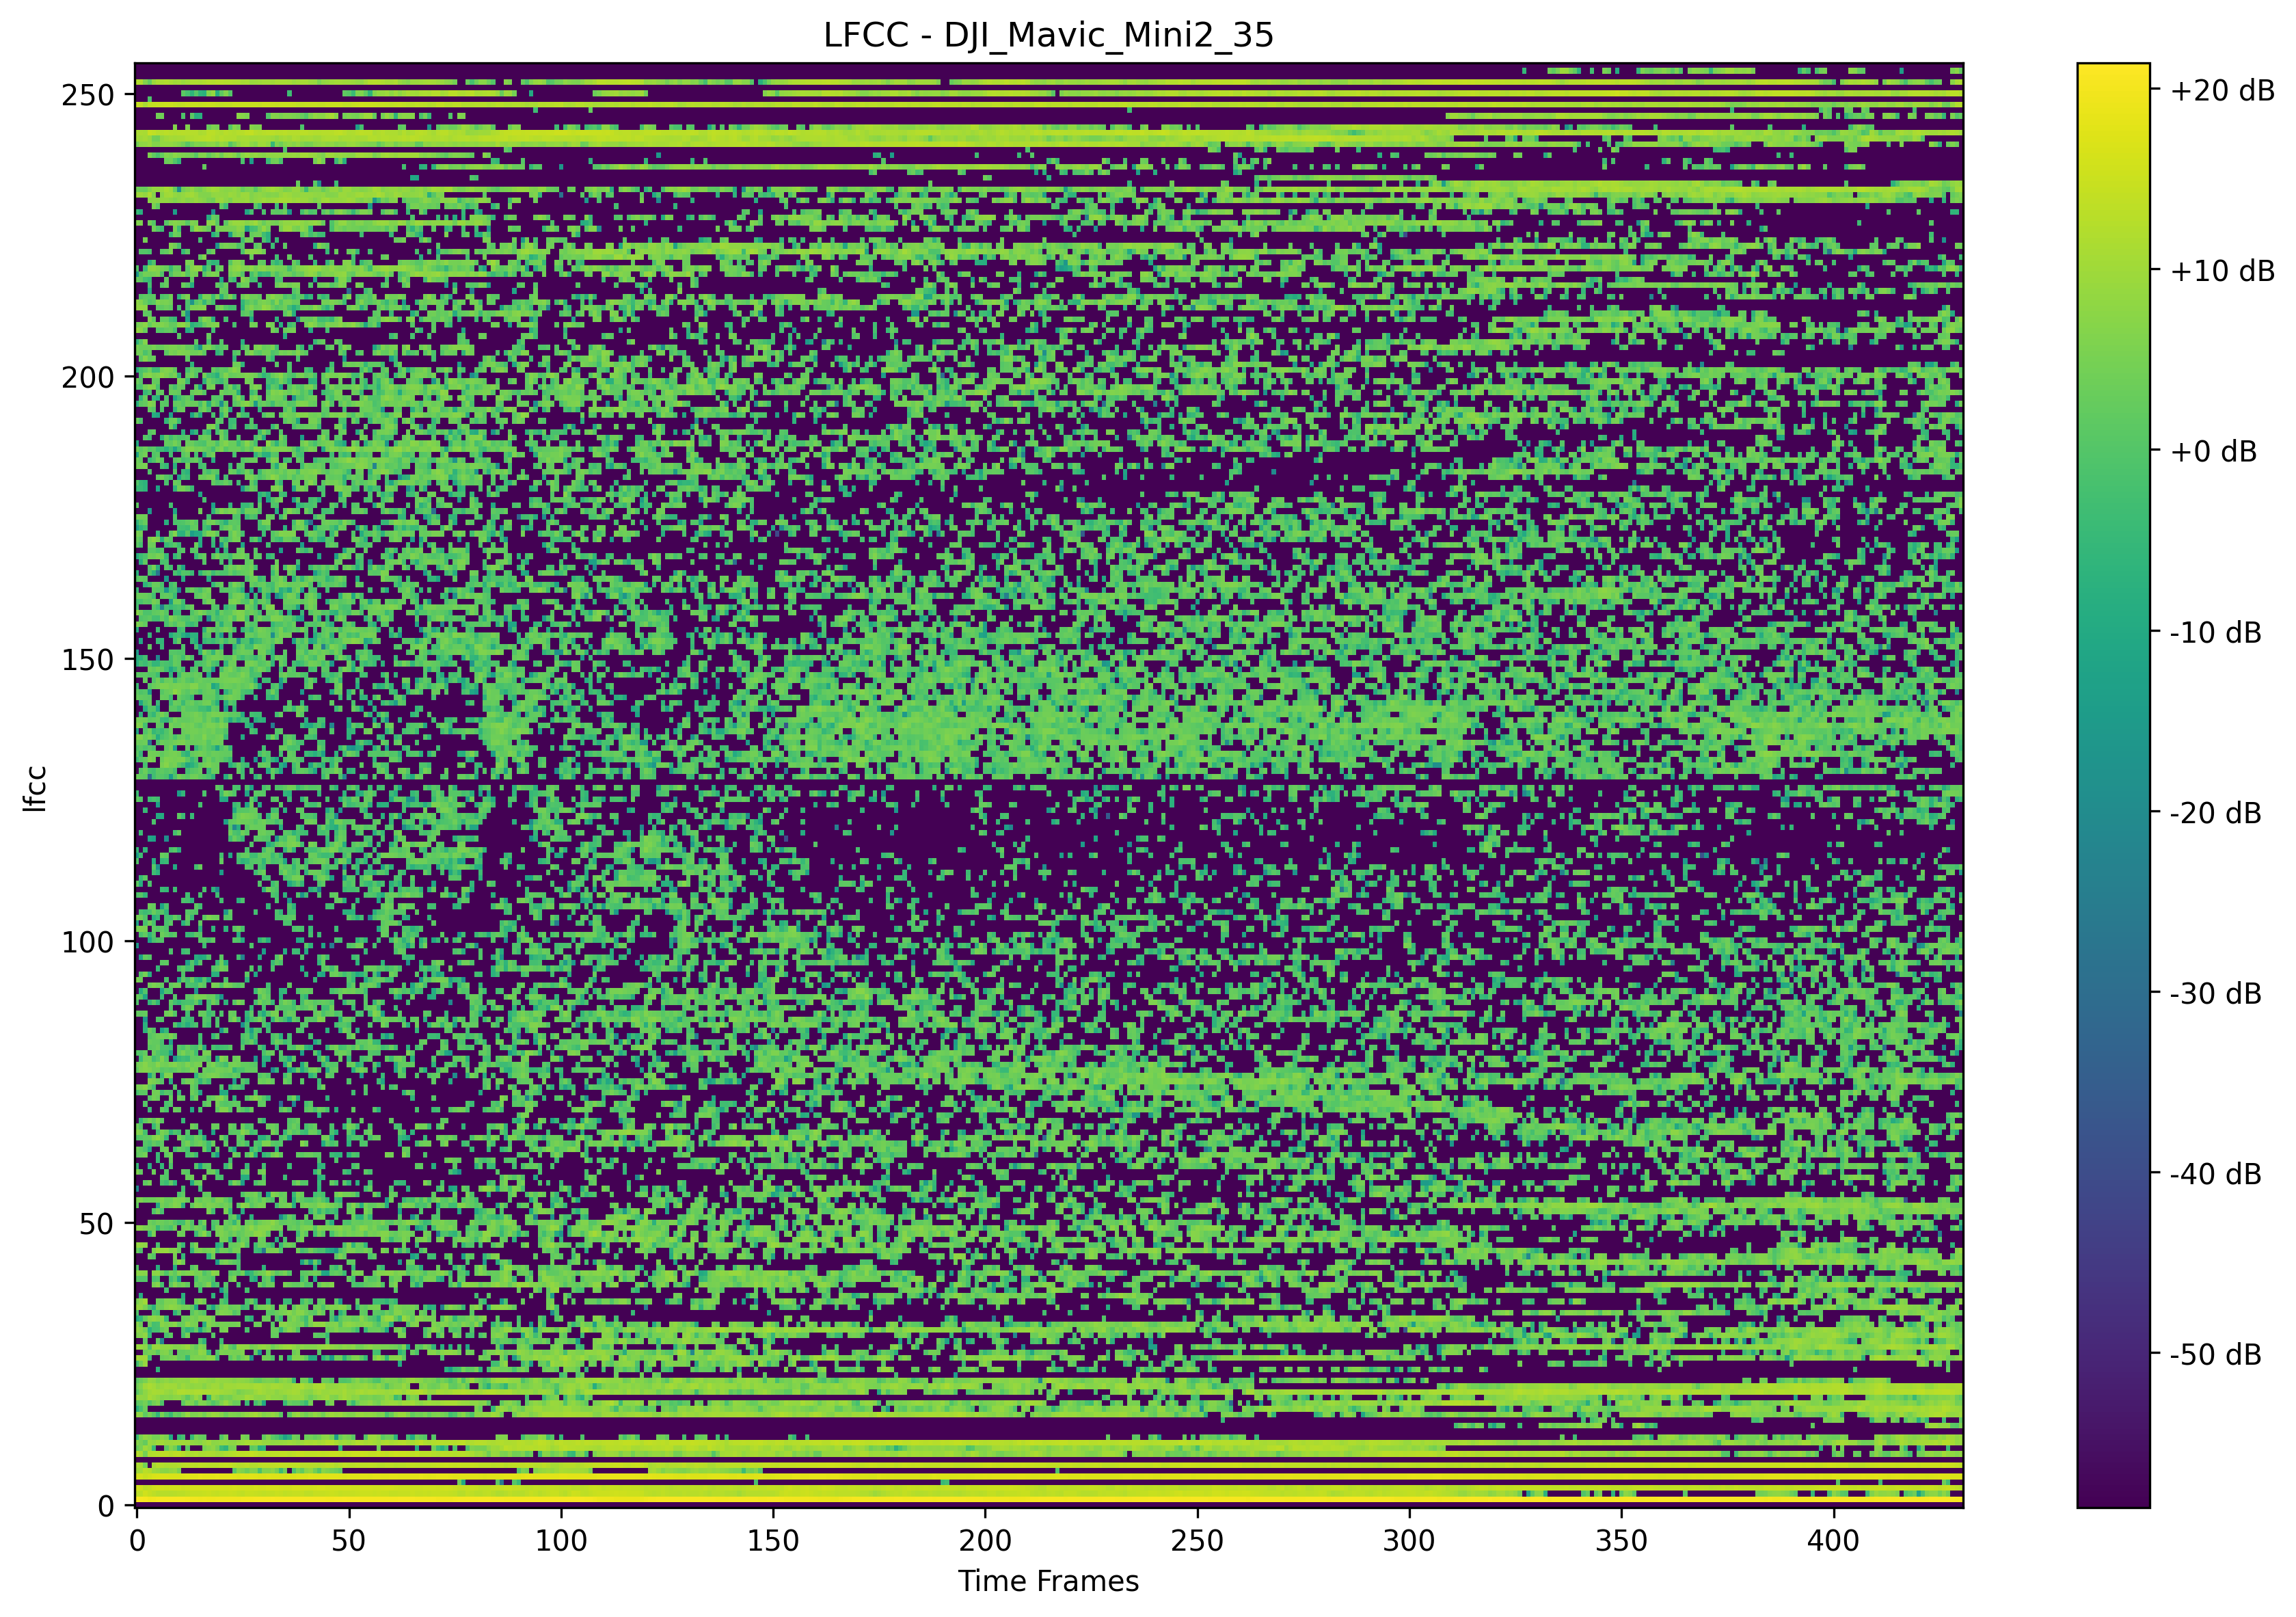 LFCC - DJI_Mavic_Mini2_35
250
200
150
100
50
0
lfcc
0 50 100 150 200 250 300 350 400
Time Frames
+20 dB
+10 dB
+0 dB
-10 dB
-20 dB
-30 dB
-40 dB
-50 dB